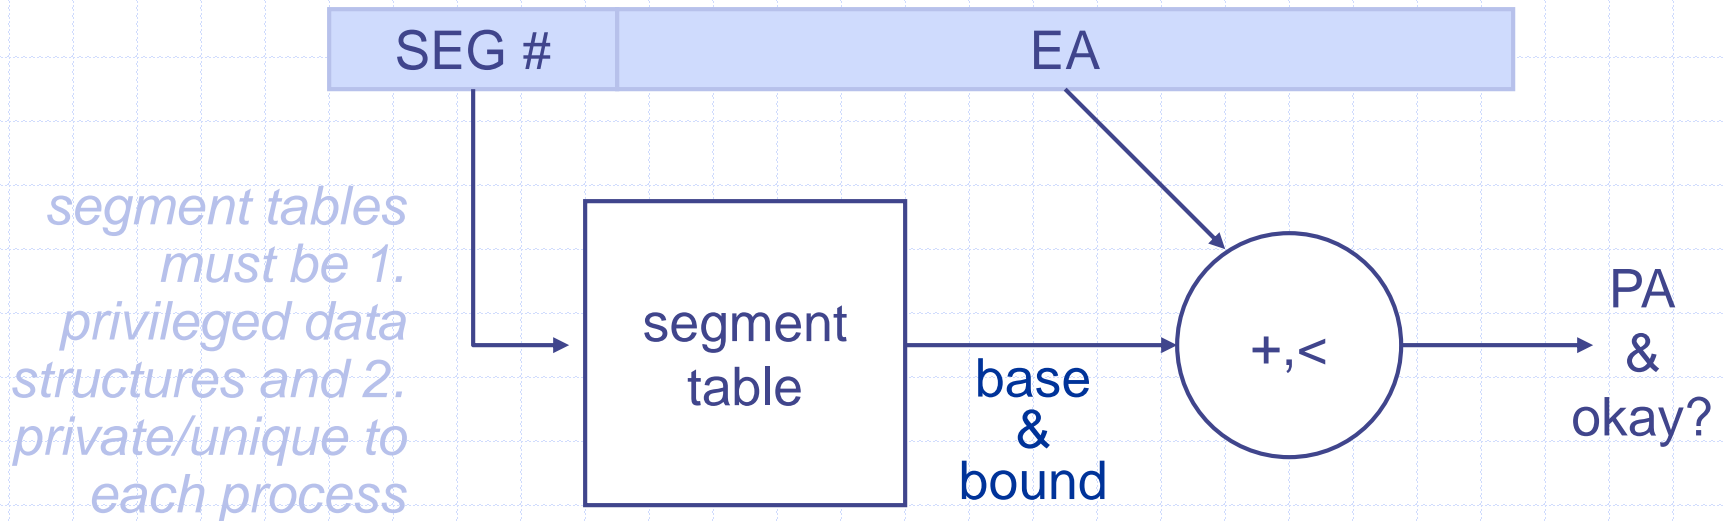 SEG #
EA
segment tables
must be 1.
privileged data
structures and 2.
private/unique to
each process
segment
table
base
&
bound
+,<
PA
&
okay?